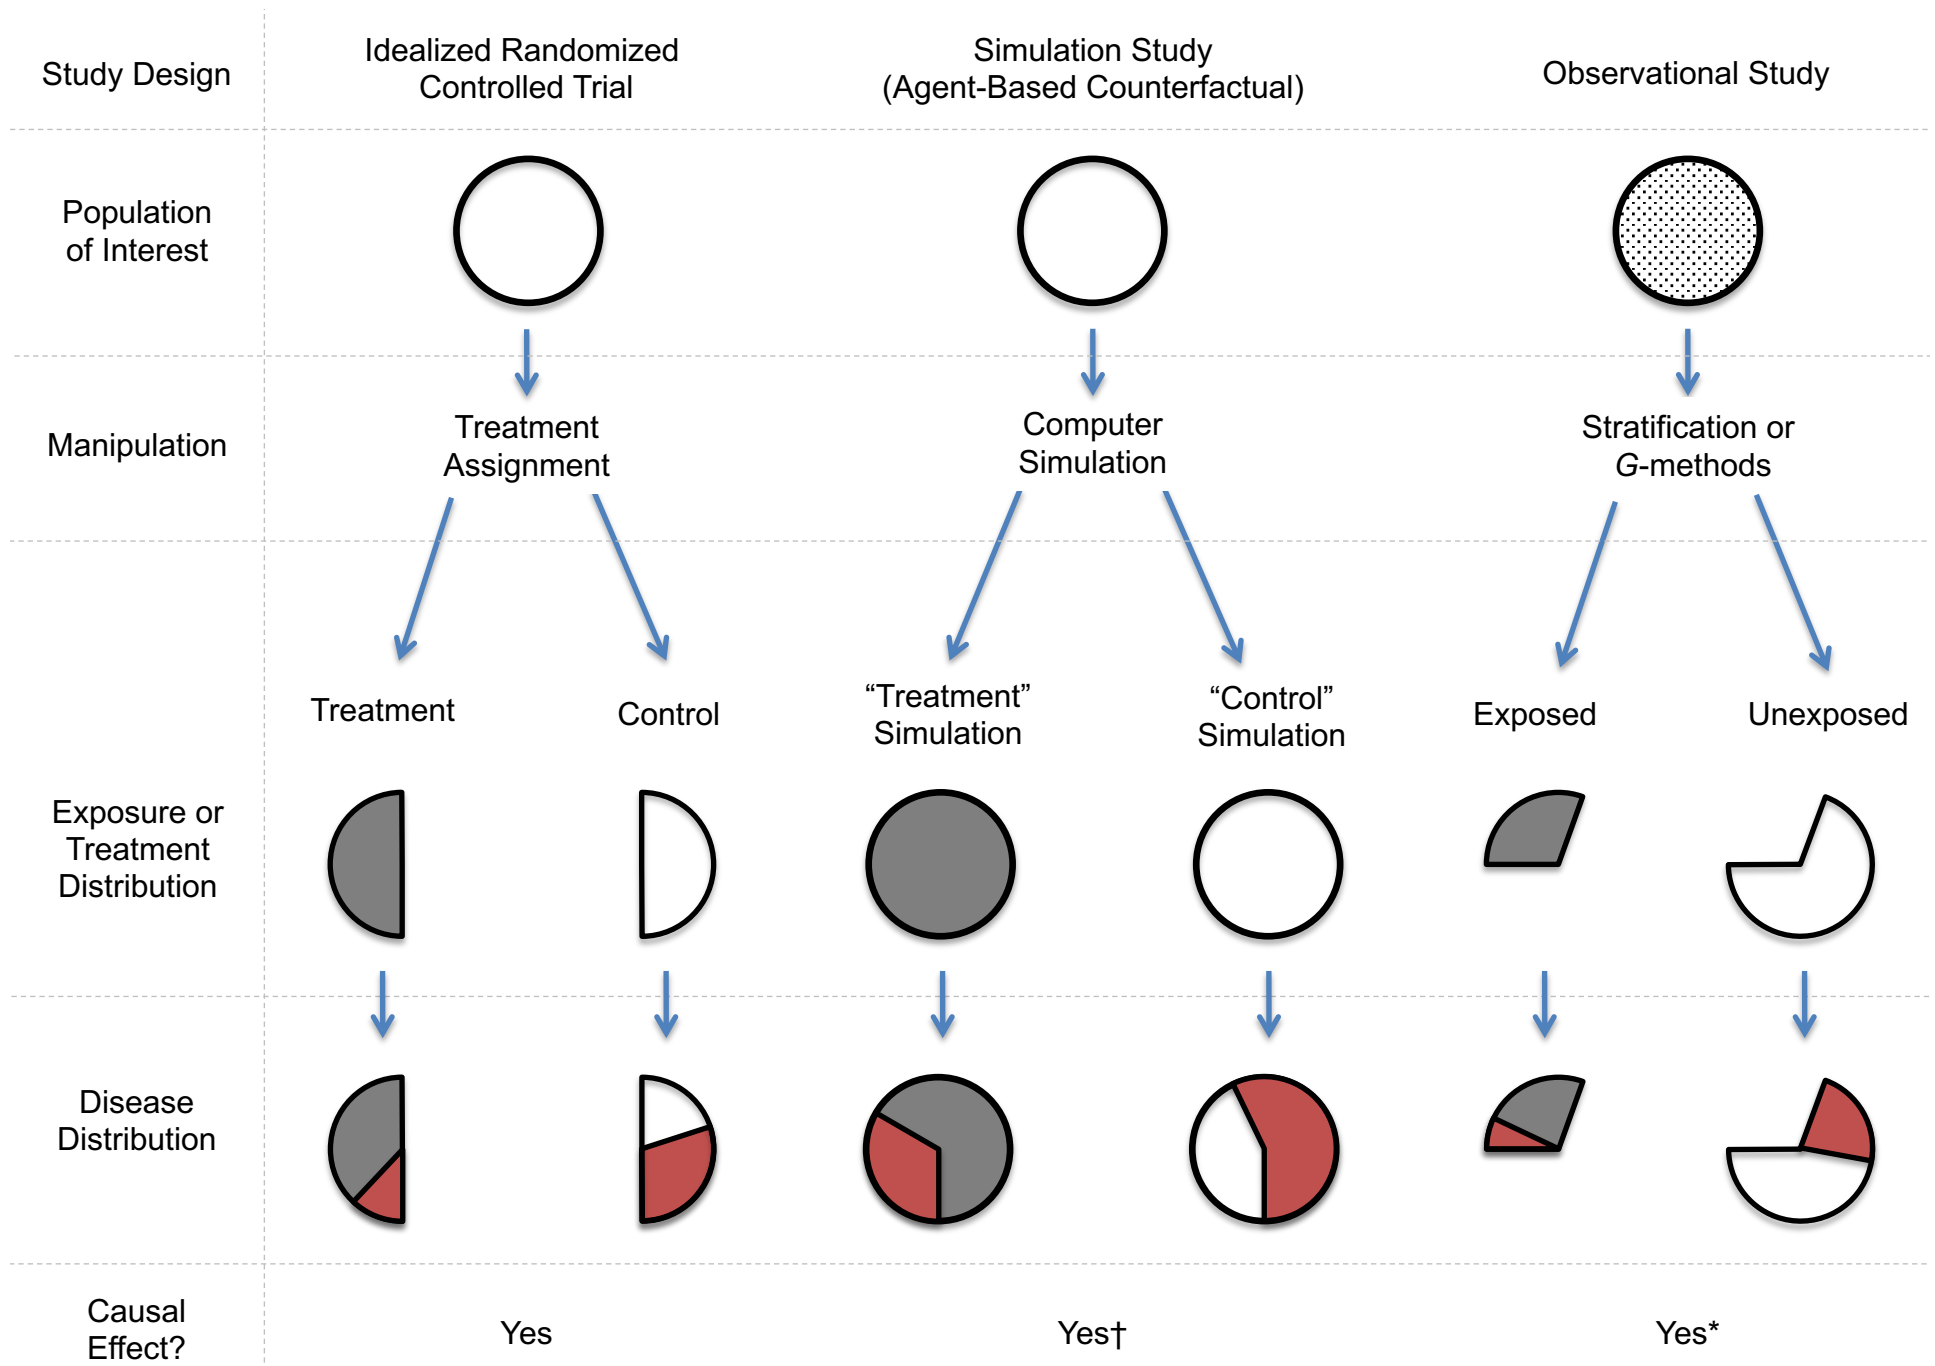 Study Design
Idealized Randomized
Controlled Trial
Simulation Study
(Agent-Based Counterfactual)
Observational Study
Population
of Interest
Manipulation
Treatment
Assignment
Computer
Simulation
Stratification or
G-methods
Treatment
Control
“Treatment”
Simulation
“Control”
Simulation
Exposed
Unexposed
Exposure or
Treatment
Distribution
Disease
Distribution
Causal
Effect?
Yes
Yes†
Yes*